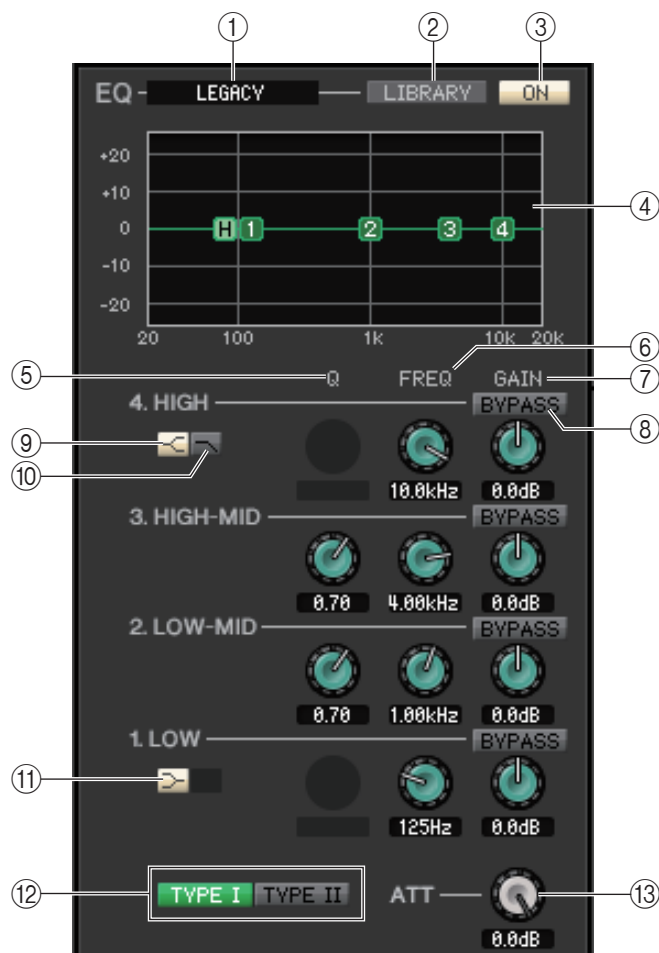 ① ② ③
EQ LEGACY LIBRARY ON
+20
+10
0 H 1 2 3 4 ④
-10
-20
20 100 1k 10k 20k
⑥
⑤ Q FREQ GAIN ⑦
4. HIGH BYPASS
⑧
⑨
⑩
10.0kHz 0.0dB
3. HIGH-MID BYPASS
0.70 4.00kHz 0.0dB
2. LOW-MID BYPASS
0.70 1.00kHz 0.0dB
1. LOW BYPASS
⑪
125Hz 0.0dB
⑫ TYPE I TYPE II ATT ⑬
0.0dB